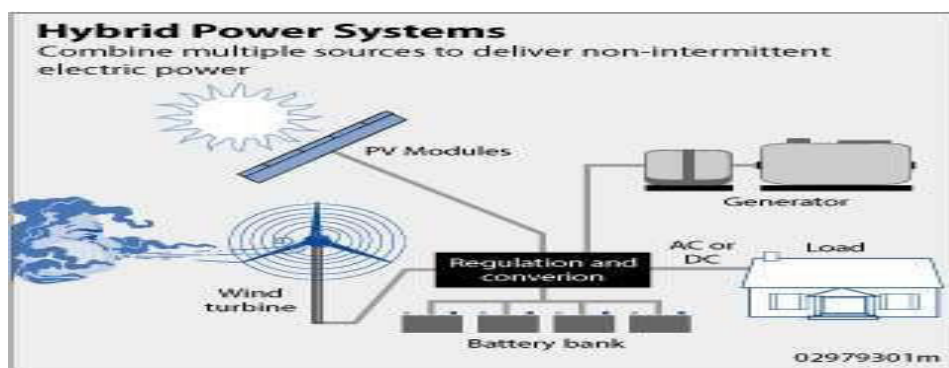 Hybrid Power Systems
Combine multiple sources to deliver non-intermittent
electric power
PV Modules
Generator
AC or
DC
Load
Regulation and
converion
Wind
turbine
Battery bank
02979301m